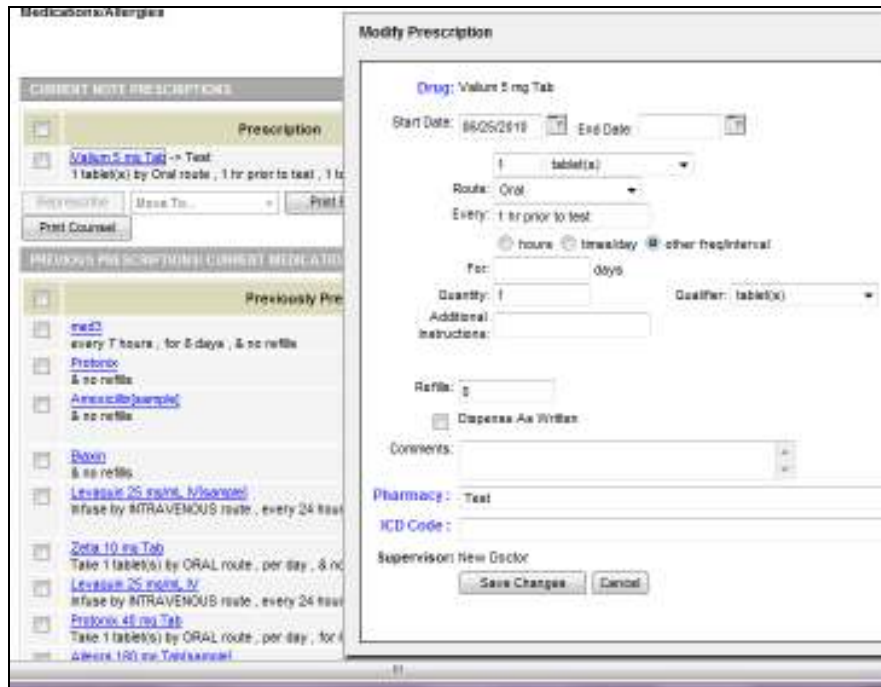 Medications/Allergies
CURRENT NOTE PRESCRIPTIONS
Prescription
Valium 5 mg Tab -> Test
1 tablet(s) by Oral route , 1 hr prior to test , 1 ta
Represcribe Move To... Print
Print Counsel
PREVIOUS PRESCRIPTIONS/ CURRENT MEDICATION
Previously Pre
med3
every 7 hours , for 8 days , & no refills
Protonix
& no refills
Amoxicillin[sample]
& no refills
Biaxin
& no refills
Levaquin 25 mg/mL IV[sample]
Infuse by INTRAVENOUS route , every 24 hour
Zetia 10 mg Tab
Take 1 tablet(s) by ORAL route , per day , & no
Levaquin 25 mg/mL IV
Infuse by INTRAVENOUS route , every 24 hour
Protonix 40 mg Tab
Take 1 tablet(s) by ORAL route , per day , for
Allegra 180 mg Tab[sample]
Modify Prescription
Drug: Valium 5 mg Tab
Start Date: 06/25/2010 End Date:
1 tablet(s)
Route: Oral
Every: 1 hr prior to test
hours times/day other freq/interval
For: days
Quantity: 1 Qualifier: tablet(s)
Additional
Instructions:
Refills: 0
Dispense As Written
Comments:
Pharmacy : Test
ICD Code :
Supervisor: New Doctor
Save Changes Cancel